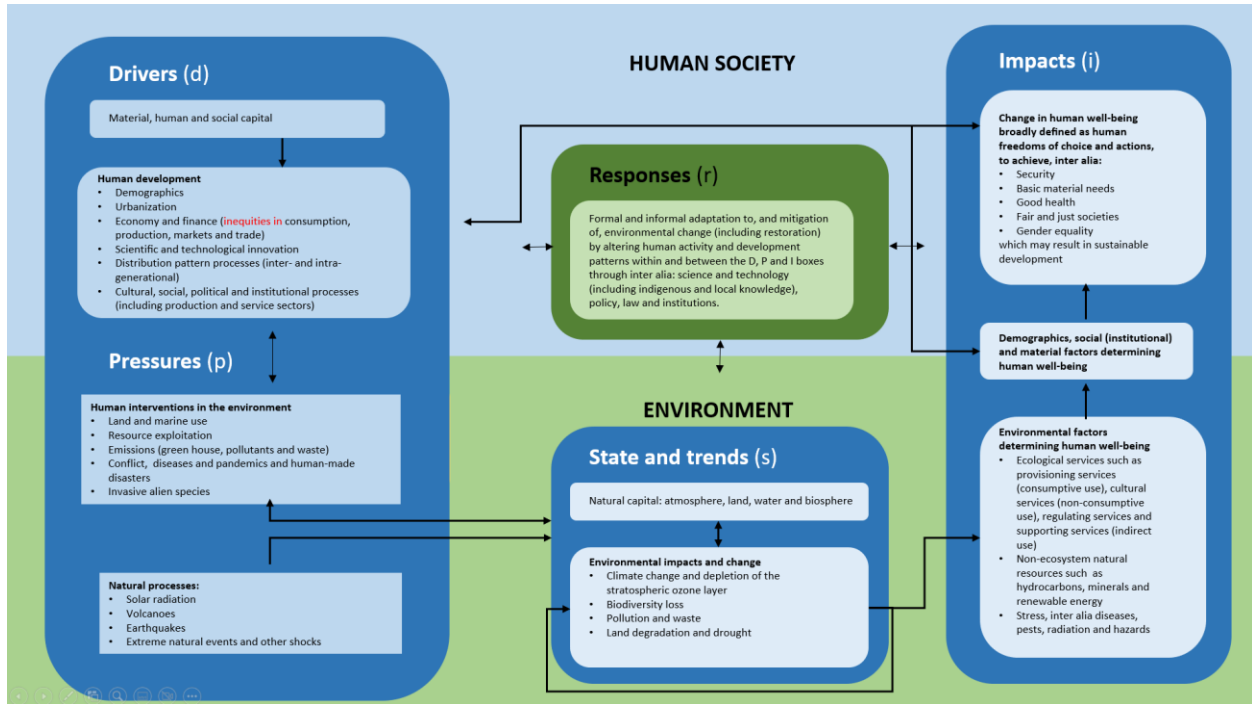 Drivers (d)
Material, human and social capital
Human development
• Demographics
• Urbanization
• Economy and finance (inequities in consumption,
production, markets and trade)
• Scientific and technological innovation
• Distribution pattern processes (inter- and intra-
generational)
• Cultural, social, political and institutional processes
(including production and service sectors)
Pressures (p)
Human interventions in the environment
• Land and marine use
• Resource exploitation
• Emissions (green house, pollutants and waste)
• Conflict, diseases and pandemics and human-made
disasters
• Invasive alien species
Natural processes:
• Solar radiation
• Volcanoes
• Earthquakes
• Extreme natural events and other shocks
HUMAN SOCIETY
Responses (r)
Formal and informal adaptation to, and mitigation
of, environmental change (including restoration)
by altering human activity and development
patterns within and between the D, P and I boxes
through inter alia: science and technology
(including indigenous and local knowledge),
policy, law and institutions.
ENVIRONMENT
State and trends (s)
Natural capital: atmosphere, land, water and biosphere
Environmental impacts and change
• Climate change and depletion of the
stratospheric ozone layer
• Biodiversity loss
• Pollution and waste
• Land degradation and drought
Impacts (i)
Change in human well-being
broadly defined as human
freedoms of choice and actions,
to achieve, inter alia:
• Security
• Basic material needs
• Good health
• Fair and just societies
• Gender equality
which may result in sustainable
development
Demographics, social (institutional)
and material factors determining
human well-being
Environmental factors
determining human well-being
• Ecological services such as
provisioning services
(consumptive use), cultural
services (non-consumptive
use), regulating services and
supporting services (indirect
use)
• Non-ecosystem natural
resources such as
hydrocarbons, minerals and
renewable energy
• Stress, inter alia diseases,
pests, radiation and hazards